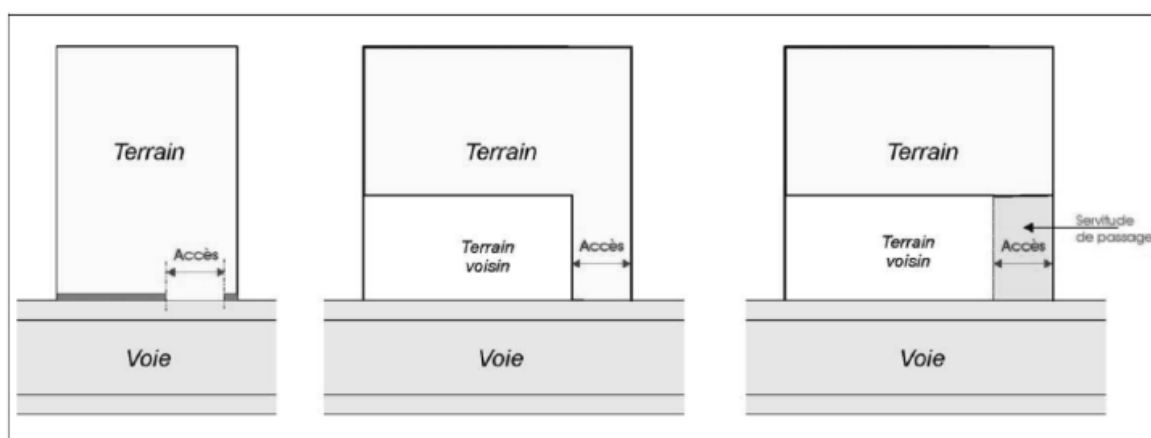 Terrain
Accès
Voie
Terrain
Terrain
voisin
Accès
Voie
Terrain
Terrain
voisin
Accès
Servitude
de passage
Voie